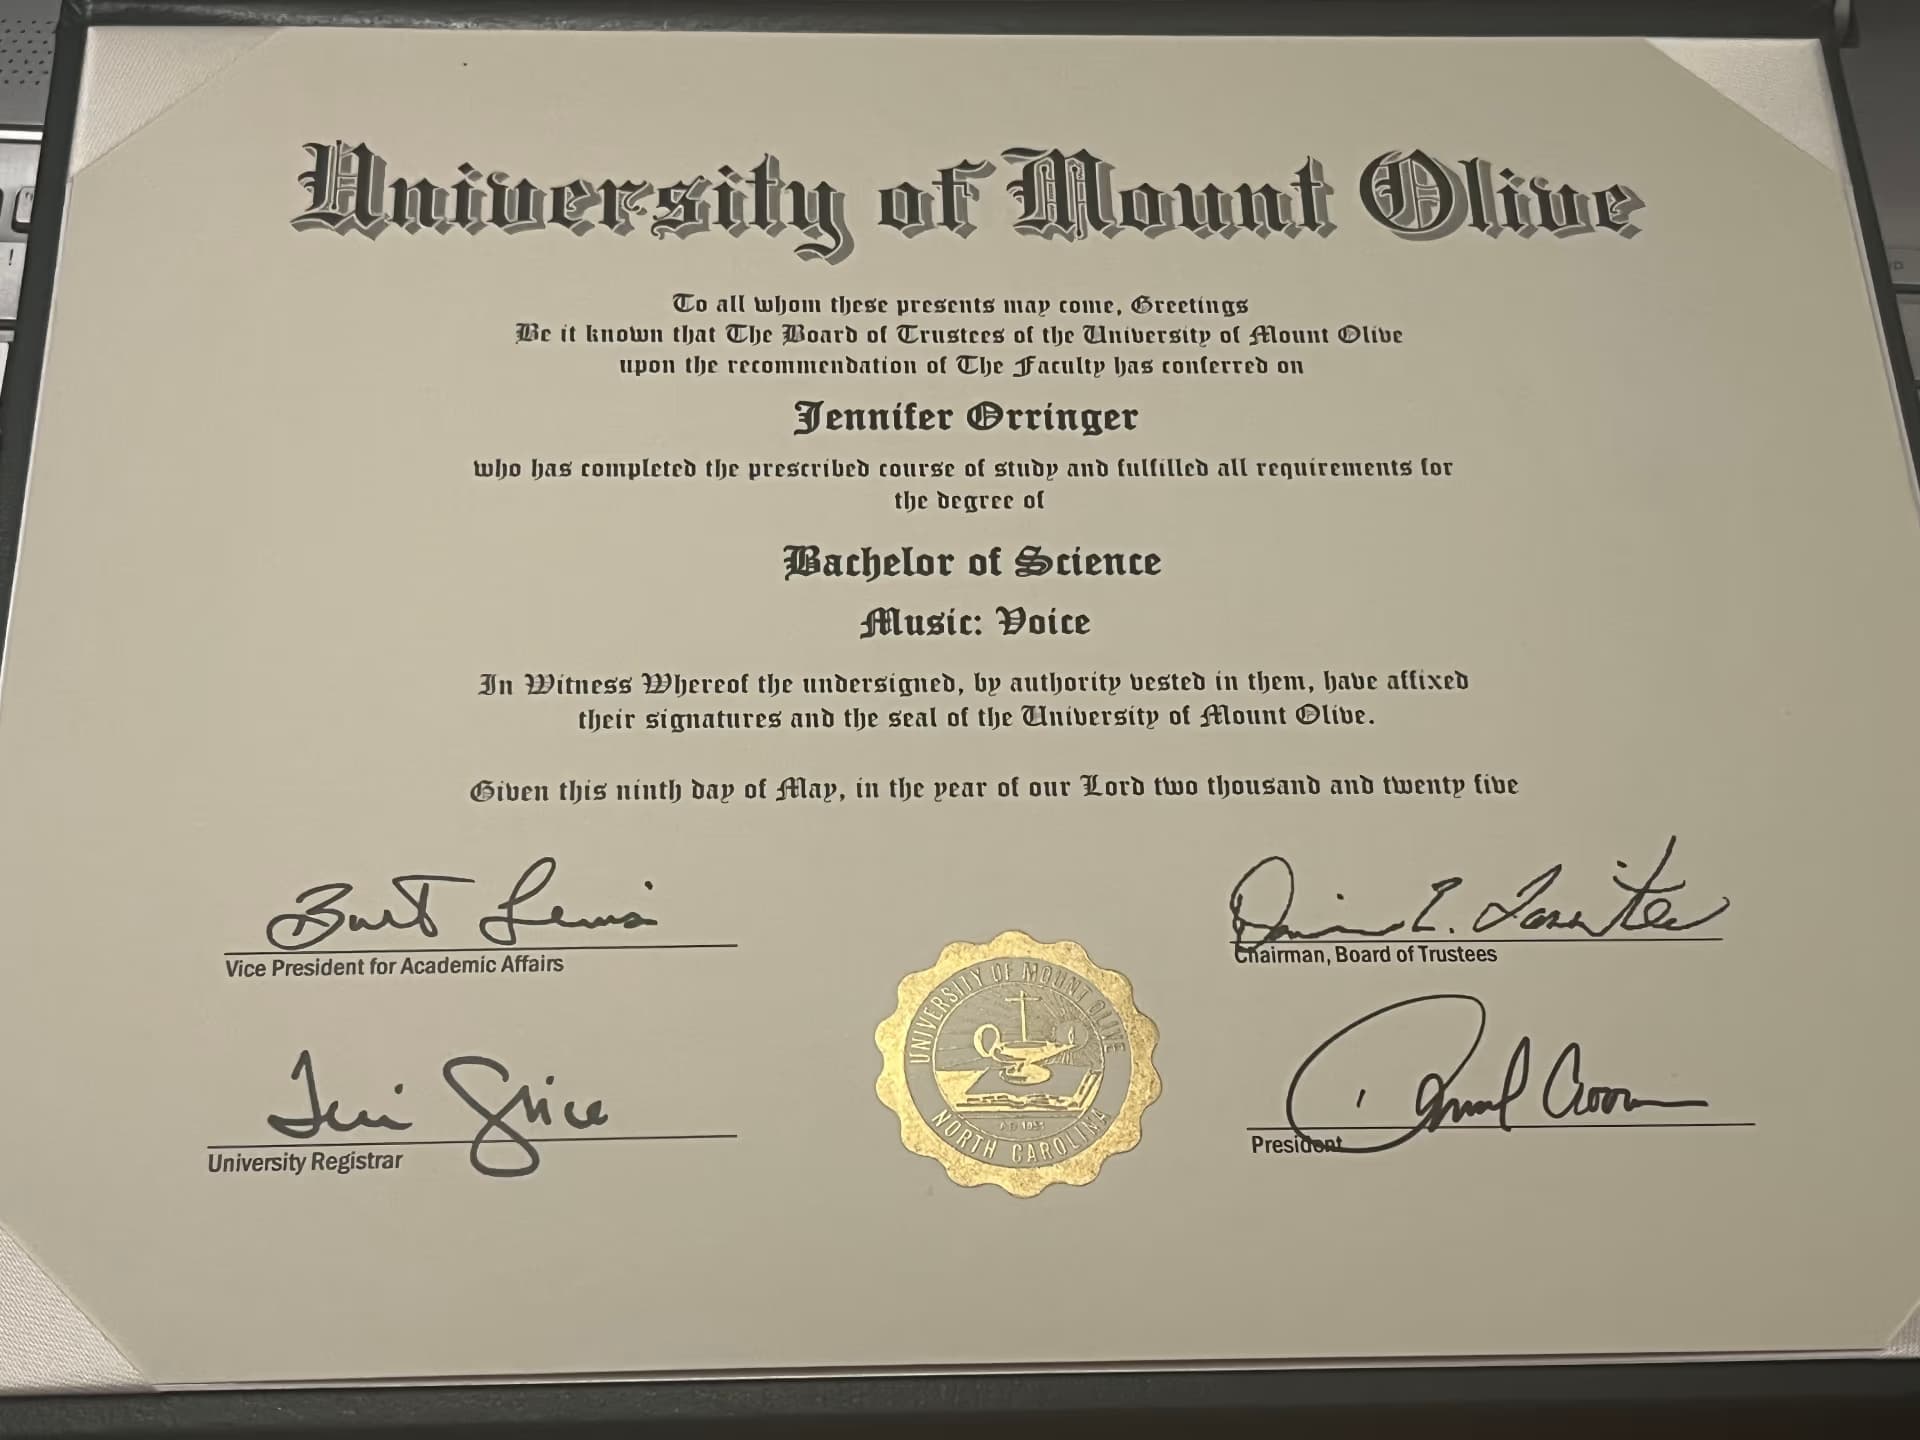 University of Mount Olive
To all whom these presents may come, Greetings
Be it known that The Board of Trustees of the University of Mount Olive
upon the recommendation of The Faculty has conferred on
Jennifer Orringer
who has completed the prescribed course of study and fulfilled all requirements for
the degree of
Bachelor of Science
Music: Voice
In Witness Whereof the undersigned, by authority vested in them, have affixed
their signatures and the seal of the University of Mount Olive.
Given this ninth day of May, in the year of our Lord two thousand and twenty five
Vice President for Academic Affairs
Chairman, Board of Trustees
University Registrar
President
UNIVERSITY OF MOUNT OLIVE
NORTH CAROLINA